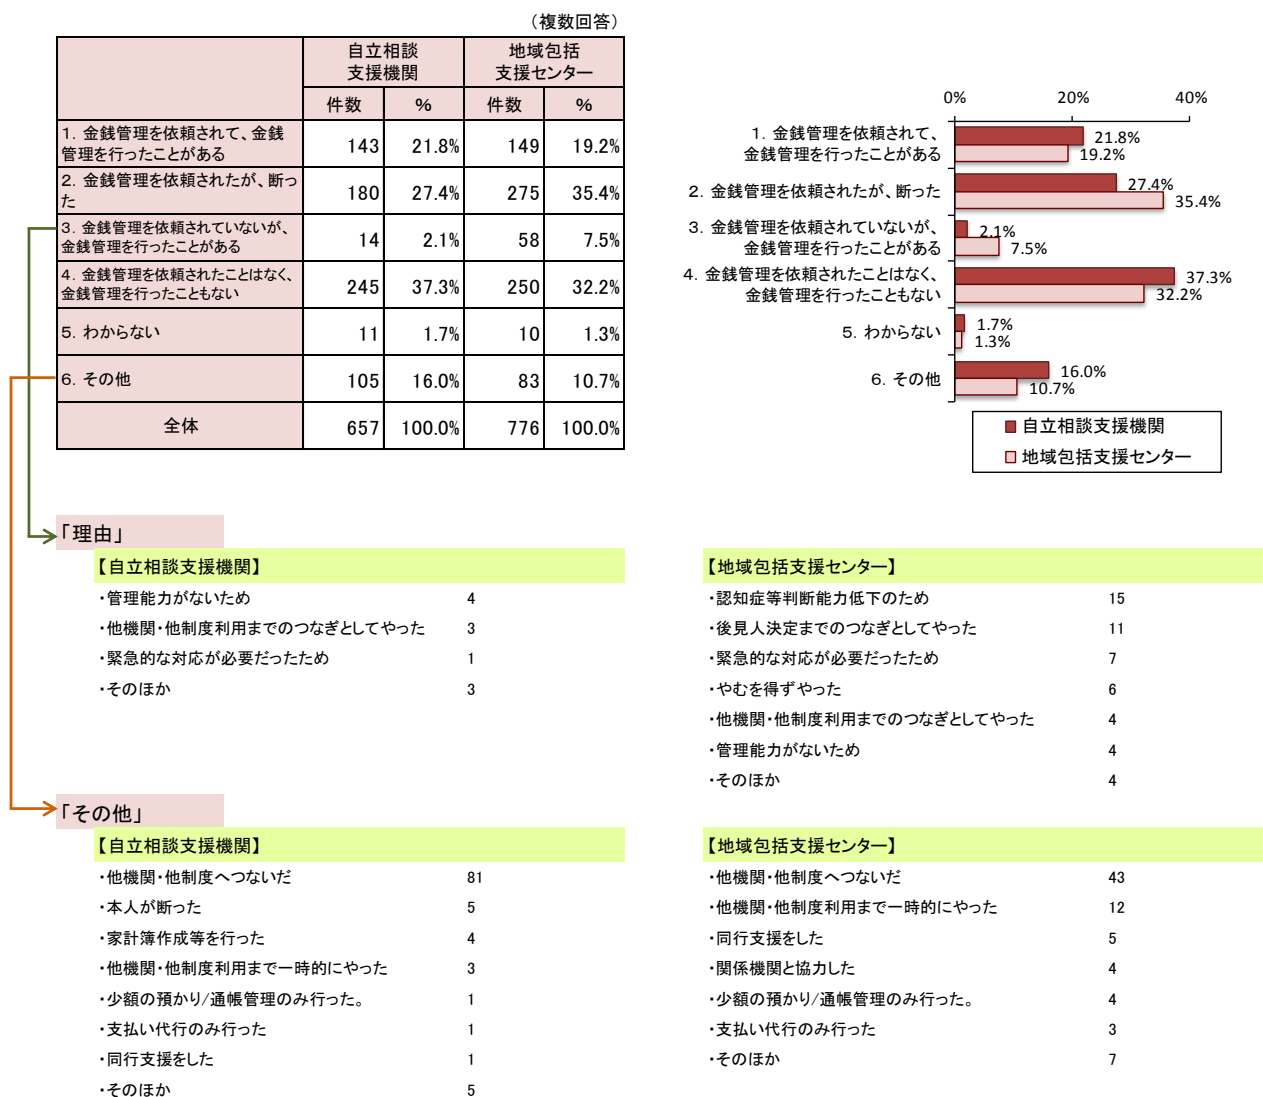 （複数回答）
自立相談
支援機関
地域包括
支援センター
件数 % 件数 %
1．金銭管理を依頼されて、金銭
管理を行ったことがある
143 21.8% 149 19.2%
2．金銭管理を依頼されたが、断っ
た
180 27.4% 275 35.4%
3．金銭管理を依頼されていないが、
金銭管理を行ったことがある
14 2.1% 58 7.5%
4．金銭管理を依頼されたことはなく、
金銭管理を行ったこともない
245 37.3% 250 32.2%
5．わからない 11 1.7% 10 1.3%
6．その他 105 16.0% 83 10.7%
全体 657 100.0% 776 100.0%
0% 20% 40%
1．金銭管理を依頼されて、
金銭管理を行ったことがある
21.8%
19.2%
2．金銭管理を依頼されたが、断った
27.4%
35.4%
3．金銭管理を依頼されていないが、
金銭管理を行ったことがある
2.1%
7.5%
4．金銭管理を依頼されたことはなく、
金銭管理を行ったこともない
37.3%
32.2%
5．わからない
1.7%
1.3%
6．その他
16.0%
10.7%
自立相談支援機関
地域包括支援センター
「理由」
【自立相談支援機関】
・管理能力がないため 4
・他機関・他制度利用までのつなぎとしてやった 3
・緊急的な対応が必要だったため 1
・そのほか 3
【地域包括支援センター】
・認知症等判断能力低下のため 15
・後見人決定までのつなぎとしてやった 11
・緊急的な対応が必要だったため 7
・やむを得ずやった 6
・他機関・他制度利用までのつなぎとしてやった 4
・管理能力がないため 4
・そのほか 4
「その他」
【自立相談支援機関】
・他機関・他制度へつないだ 81
・本人が断った 5
・家計簿作成等を行った 4
・他機関・他制度利用まで一時的にやった 3
・少額の預かり/通帳管理のみ行った。 1
・支払い代行のみ行った 1
・同行支援をした 1
・そのほか 5
【地域包括支援センター】
・他機関・他制度へつないだ 43
・他機関・他制度利用まで一時的にやった 12
・同行支援をした 5
・関係機関と協力した 4
・少額の預かり/通帳管理のみ行った。 4
・支払い代行のみ行った 3
・そのほか 7